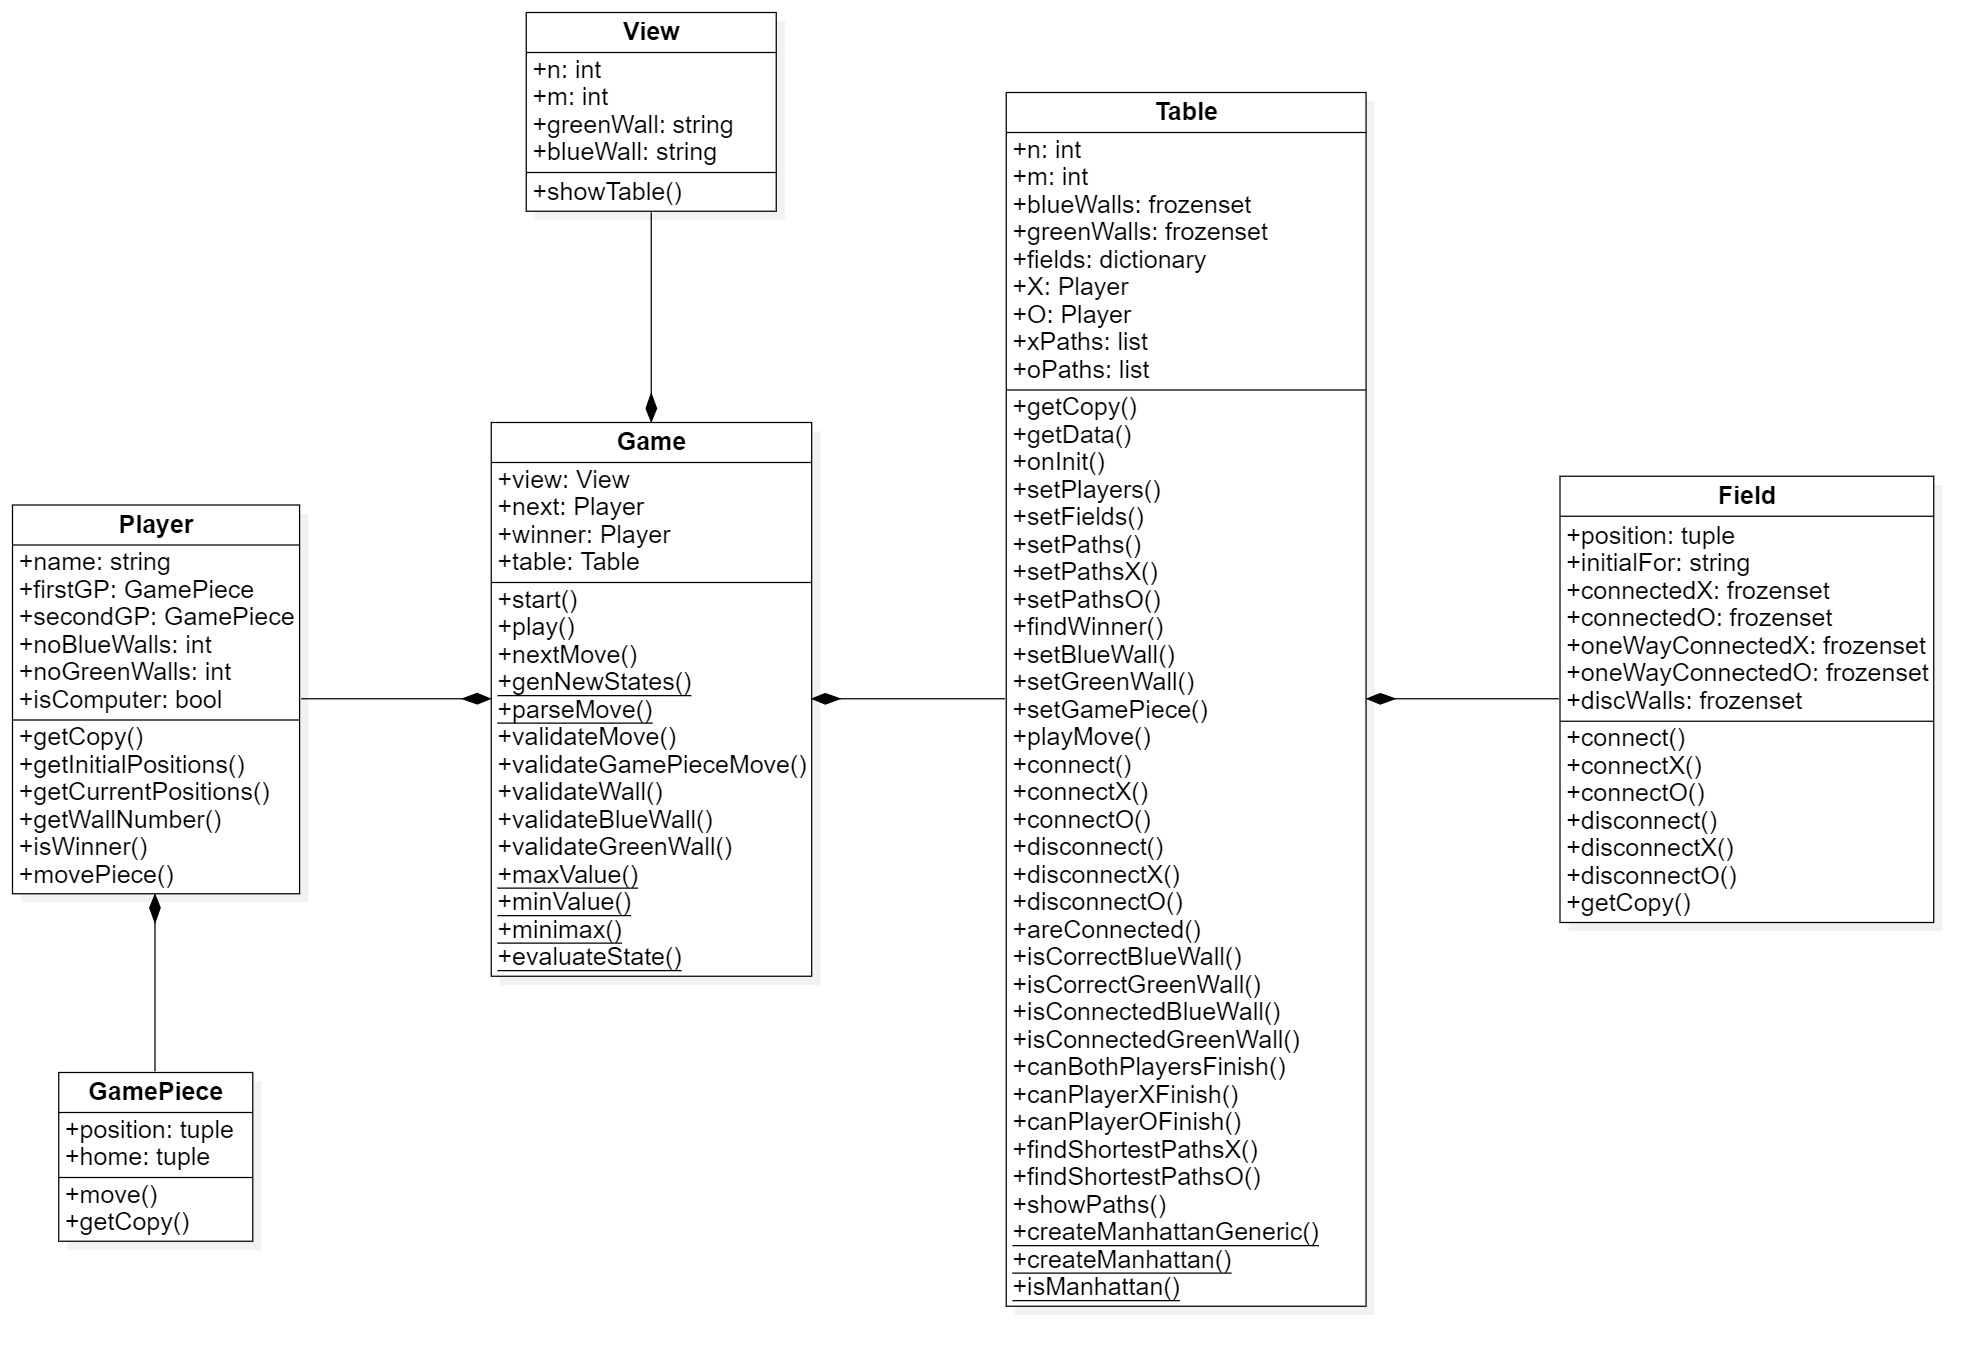 View
+n: int
+m: int
+greenWall: string
+blueWall: string
+showTable()
Table
+n: int
+m: int
+blueWalls: frozenset
+greenWalls: frozenset
+fields: dictionary
+X: Player
+O: Player
+xPaths: list
+oPaths: list
+getCopy()
+getData()
+onInit()
+setPlayers()
+setFields()
+setPaths()
+setPathsX()
+setPathsO()
+findWinner()
+setBlueWall()
+setGreenWall()
+setGamePiece()
+playMove()
+connect()
+connectX()
+connectO()
+disconnect()
+disconnectX()
+disconnectO()
+areConnected()
+isCorrectBlueWall()
+isCorrectGreenWall()
+isConnectedBlueWall()
+isConnectedGreenWall()
+canBothPlayersFinish()
+canPlayerXFinish()
+canPlayerOFinish()
+findShortestPathsX()
+findShortestPathsO()
+showPaths()
+createManhattanGeneric()
+createManhattan()
+isManhattan()
Game
+view: View
+next: Player
+winner: Player
+table: Table
+start()
+play()
+nextMove()
+genNewStates()
+parseMove()
+validateMove()
+validateGamePieceMove()
+validateWall()
+validateBlueWall()
+validateGreenWall()
+maxValue()
+minValue()
+minimax()
+evaluateState()
Field
+position: tuple
+initialFor: string
+connectedX: frozenset
+connectedO: frozenset
+oneWayConnectedX: frozenset
+oneWayConnectedO: frozenset
+discWalls: frozenset
+connect()
+connectX()
+connectO()
+disconnect()
+disconnectX()
+disconnectO()
+getCopy()
Player
+name: string
+firstGP: GamePiece
+secondGP: GamePiece
+noBlueWalls: int
+noGreenWalls: int
+isComputer: bool
+getCopy()
+getInitialPositions()
+getCurrentPositions()
+getWallNumber()
+isWinner()
+movePiece()
GamePiece
+position: tuple
+home: tuple
+move()
+getCopy()